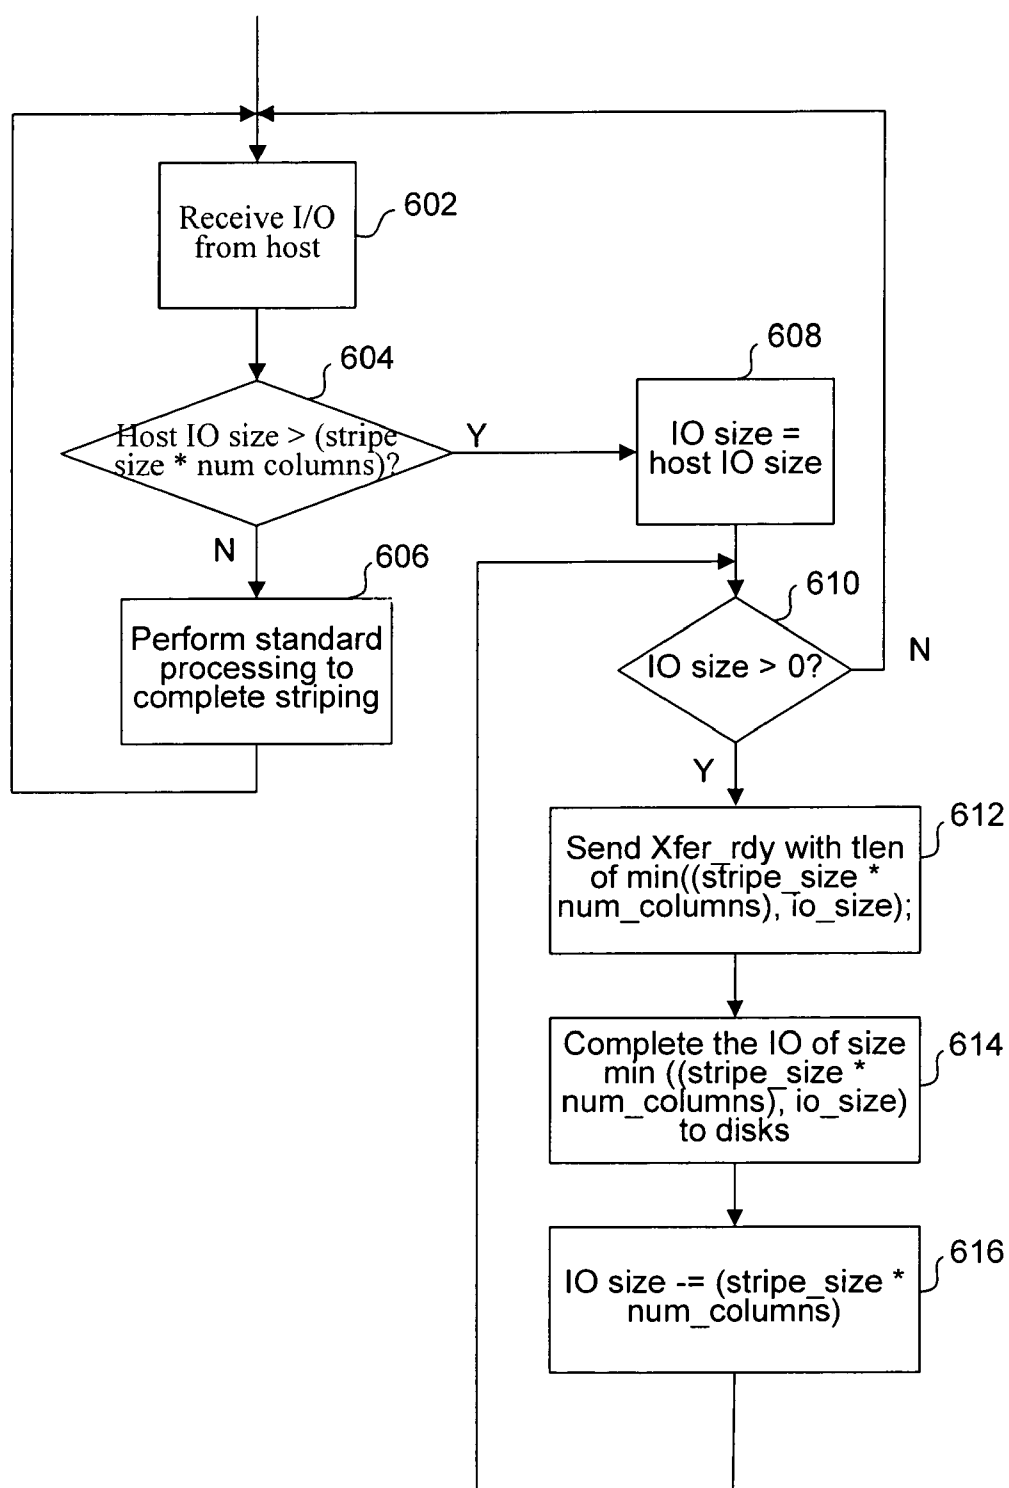 Receive I/O
from host
602
604
Host IO size > (stripe
size * num columns)?
Y
N
608
IO size =
host IO size
606
Perform standard
processing to
complete striping
610
IO size > 0?
N
Y
612
Send Xfer_rdy with tlen
of min((stripe_size *
num_columns), io_size);
614
Complete the IO of size
min ((stripe_size *
num_columns), io_size)
to disks
616
IO size -= (stripe_size *
num_columns)